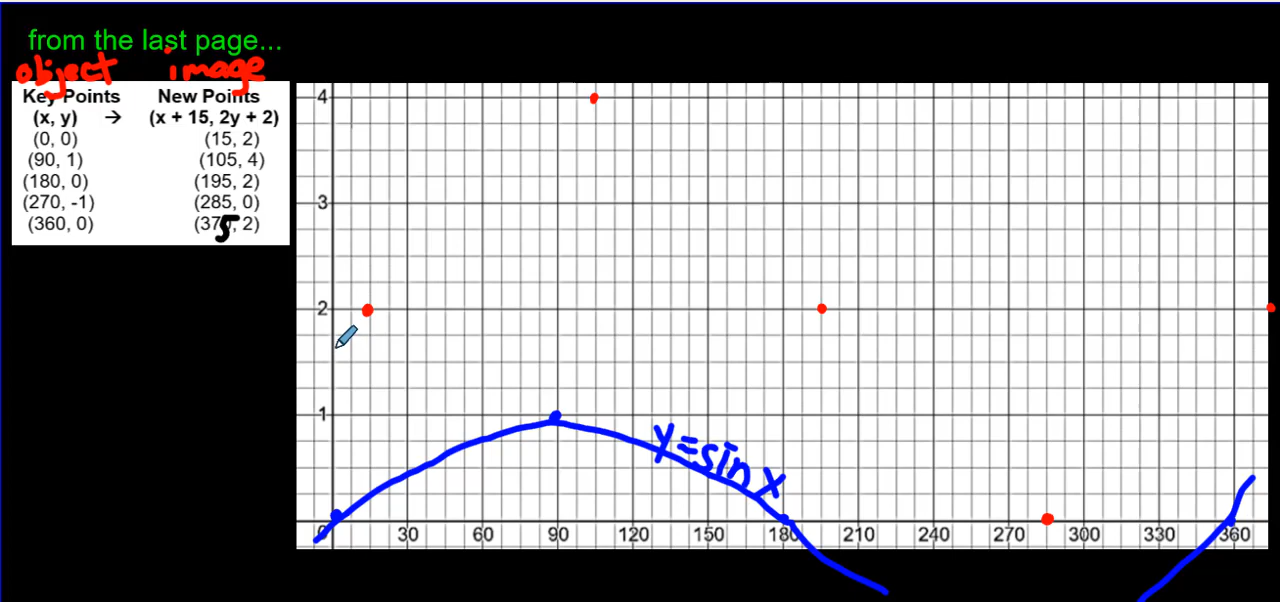 from the last page...
object image
Key Points New Points
(x, y) → (x + 15, 2y + 2)
(0, 0) (15, 2)
(90, 1) (105, 4)
(180, 0) (195, 2)
(270, -1) (285, 0)
(360, 0) (375, 2)
4
3
2
1
y=sin x
0 30 60 90 120 150 180 210 240 270 300 330 360